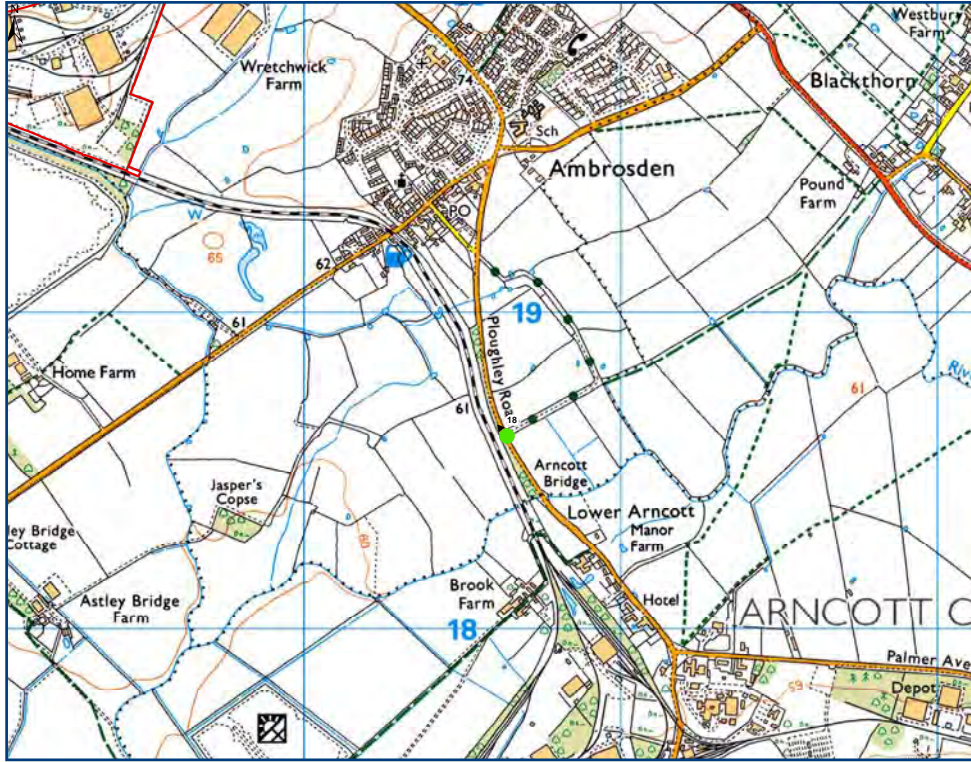 N
Westbury
Farm
Wretchwick
Farm
74
Blackthorn
Sch
Ambrosden
Pound
Farm
W
PO
65
62
61
19
Ploughley Roa
Home Farm
61
61
18
Jasper's
Copse
Arncott
Bridge
60
ley Bridge
Cottage
Lower Arncott
Manor
Farm
Astley Bridge
Farm
Brook
Farm
18
Hotel
ARNCOTT C
Palmer Ave
Depot
65